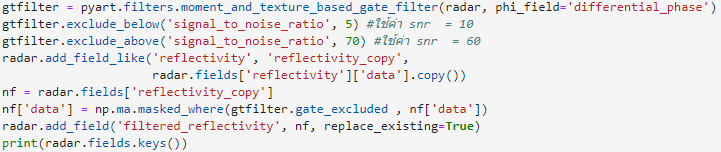 gtfilter = pyart.filters.moment_and_texture_based_gate_filter(radar, phi_field='differential_phase')
gtfilter.exclude_below('signal_to_noise_ratio', 5) #ใช้ค่า snr  = 10
gtfilter.exclude_above('signal_to_noise_ratio', 70) #ใช้ค่า snr  = 60
radar.add_field_like('reflectivity', 'reflectivity_copy',
                     radar.fields['reflectivity']['data'].copy())
nf = radar.fields['reflectivity_copy']
nf['data'] = np.ma.masked_where(gtfilter.gate_excluded , nf['data'])
radar.add_field('filtered_reflectivity', nf, replace_existing=True)
print(radar.fields.keys())